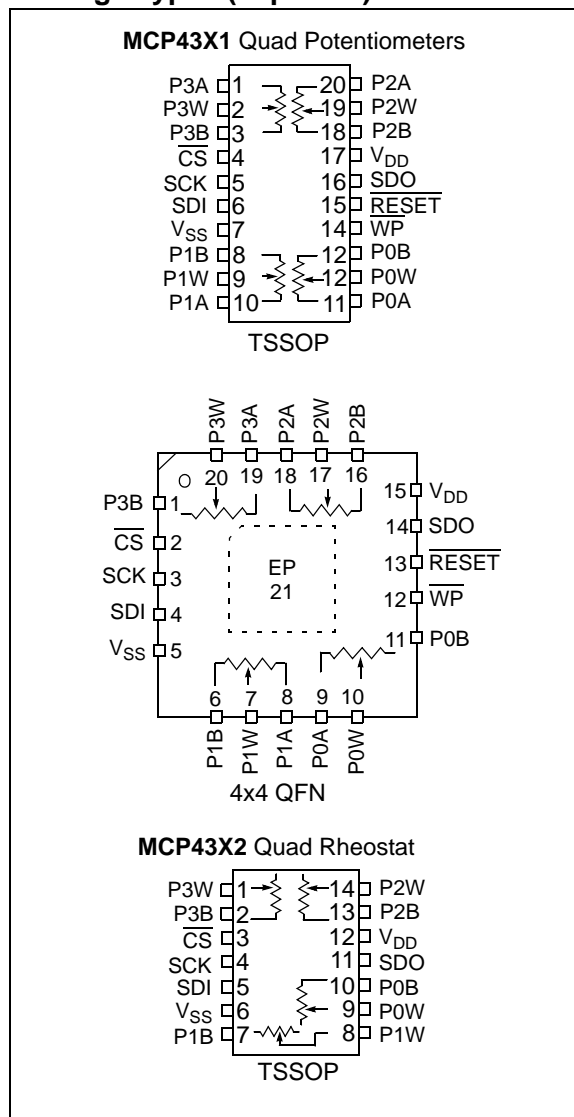 MCP43X1 Quad Potentiometers
P3A 1 20 P2A
P3W 2 19 P2W
P3B 3 18 P2B
CS 4 17 VDD
SCK 5 16 SDO
SDI 6 15 RESET
VSS 7 14 WP
P1B 8 12 P0B
P1W 9 12 P0W
P1A 10 11 P0A
TSSOP
P3W P3A P2A P2W P2B
20 19 18 17 16
P3B 1 15 VDD
CS 2 14 SDO
SCK 3 13 RESET
SDI 4 12 WP
VSS 5 11 P0B
EP
21
6 7 8 9 10
P1B P1W P1A P0A P0W
4x4 QFN
MCP43X2 Quad Rheostat
P3W 1 14 P2W
P3B 2 13 P2B
CS 3 12 VDD
SCK 4 11 SDO
SDI 5 10 P0B
VSS 6 9 P0W
P1B 7 8 P1W
TSSOP